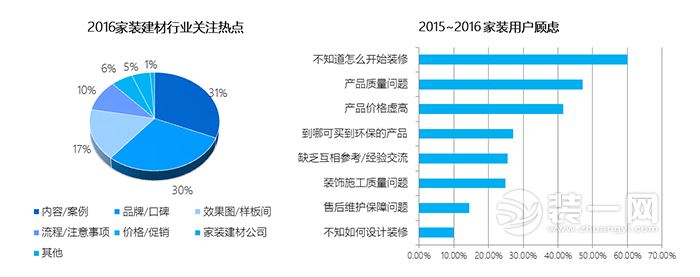 2016家装建材行业关注热点
1%
5%
6%
10%
17%
30%
31%
内容/案例
品牌/口碑
效果图/样板间
流程/注意事项
价格/促销
家装建材公司
其他
2015~2016 家装用户顾虑
不知道怎么开始装修
产品质量问题
产品价格虚高
到哪可买到环保的产品
缺乏互相参考/经验交流
装饰施工质量问题
售后维护保障问题
不知如何设计装修
0.00% 10.00% 20.00% 30.00% 40.00% 50.00% 60.00% 70.00%
装一网
www.zhuangyi.com